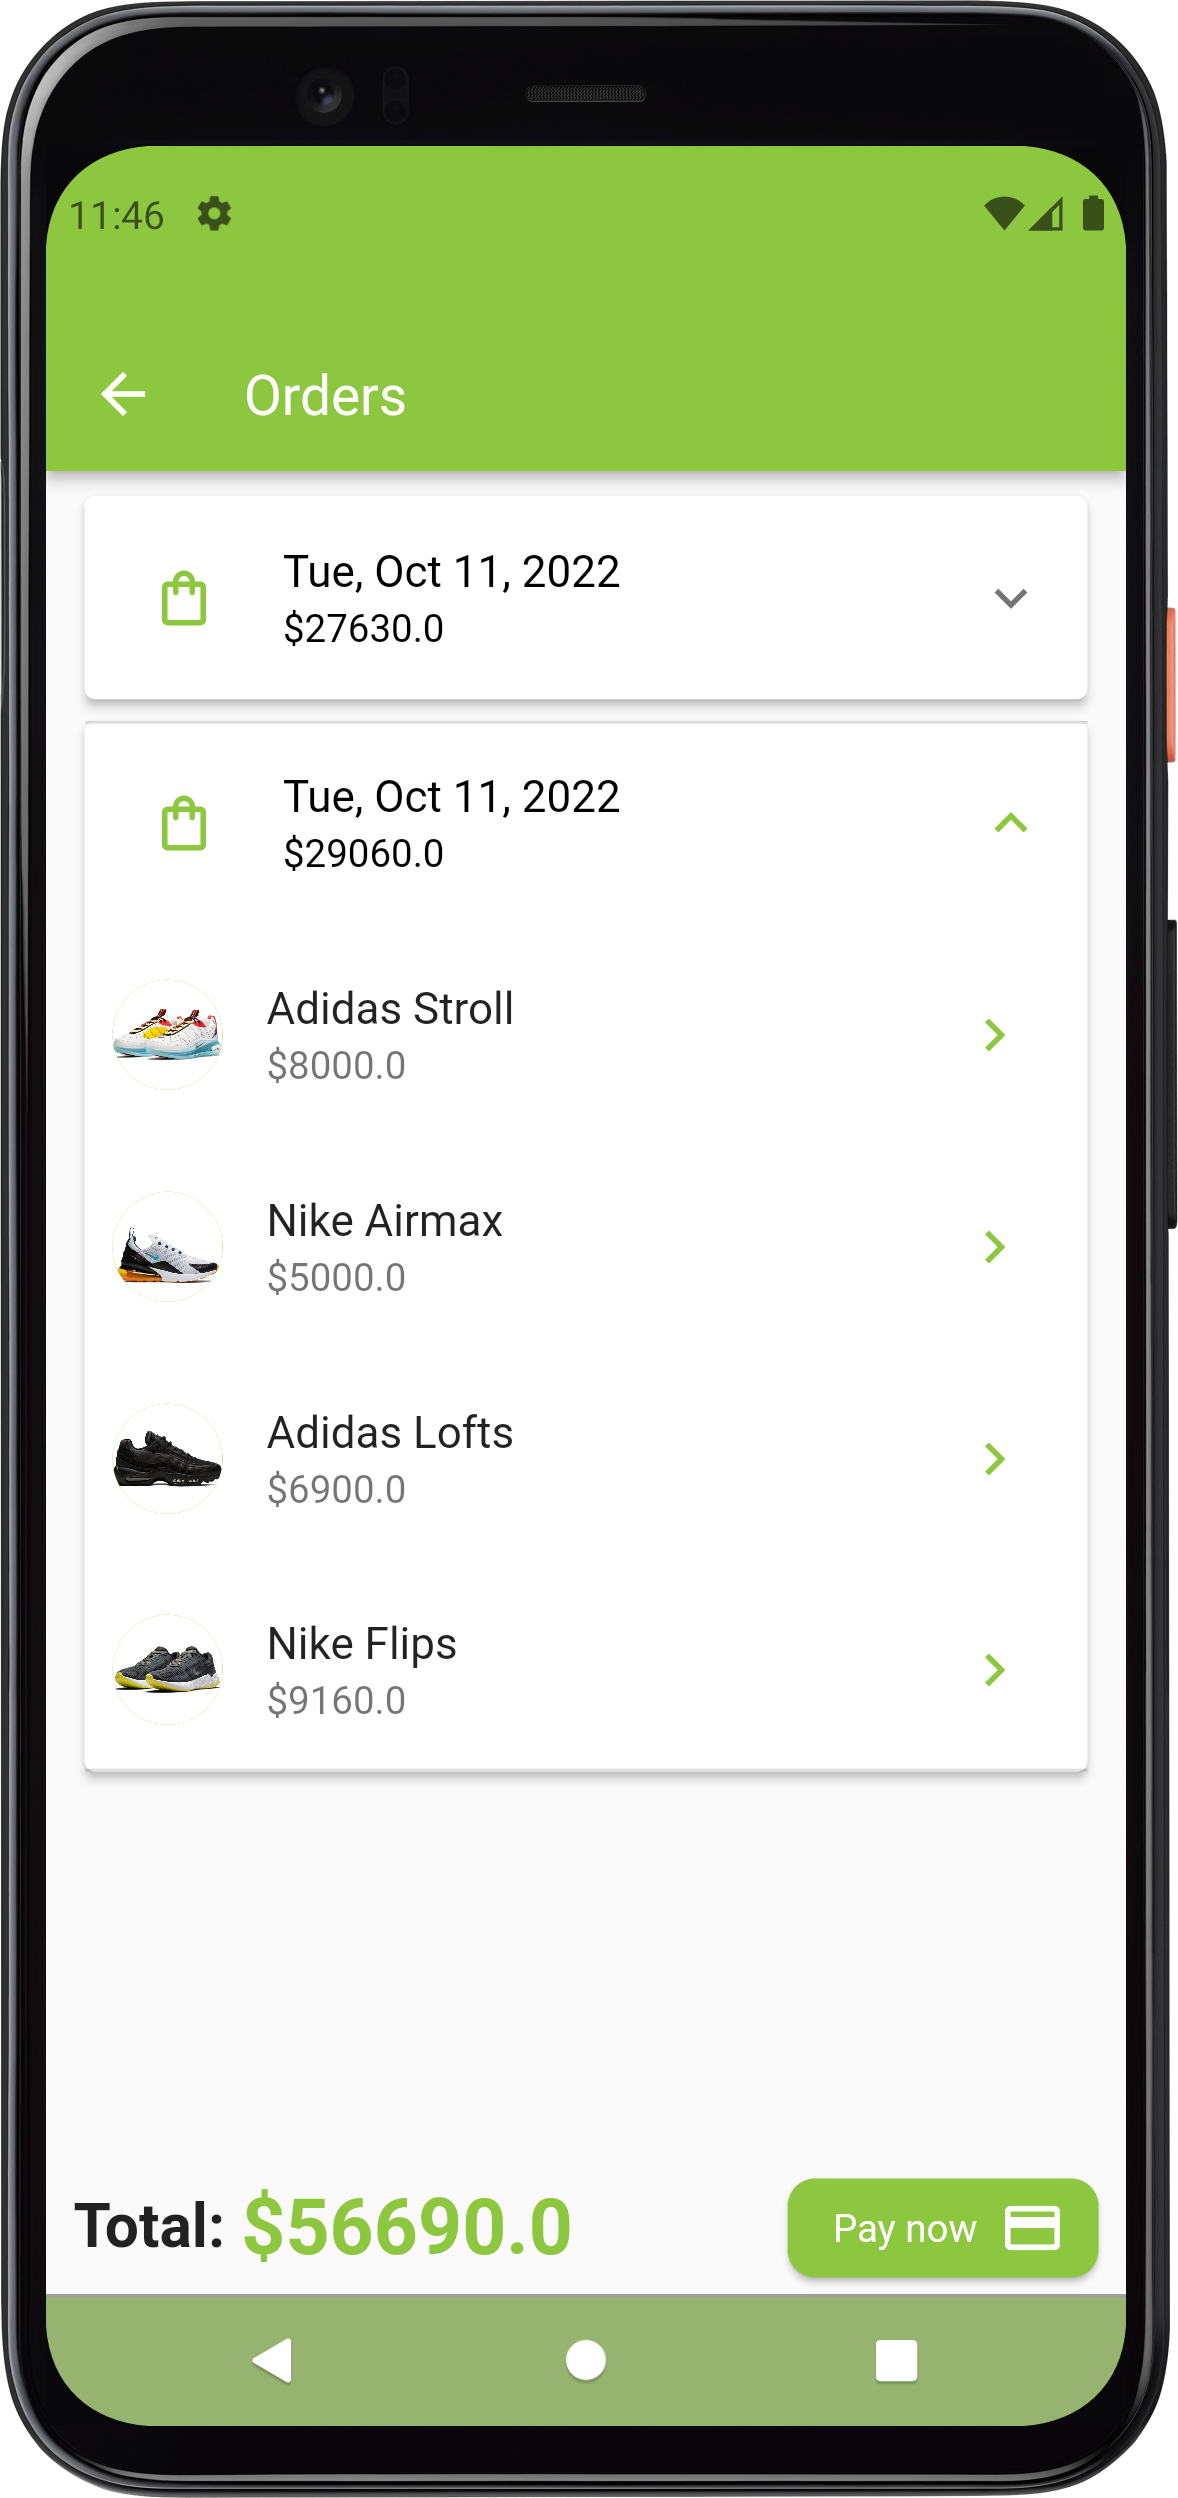 11:46
Orders
Tue, Oct 11, 2022
$27630.0
Tue, Oct 11, 2022
$29060.0
Adidas Stroll
$8000.0
Nike Airmax
$5000.0
Adidas Lofts
$6900.0
Nike Flips
$9160.0
Total: $56690.0
Pay now